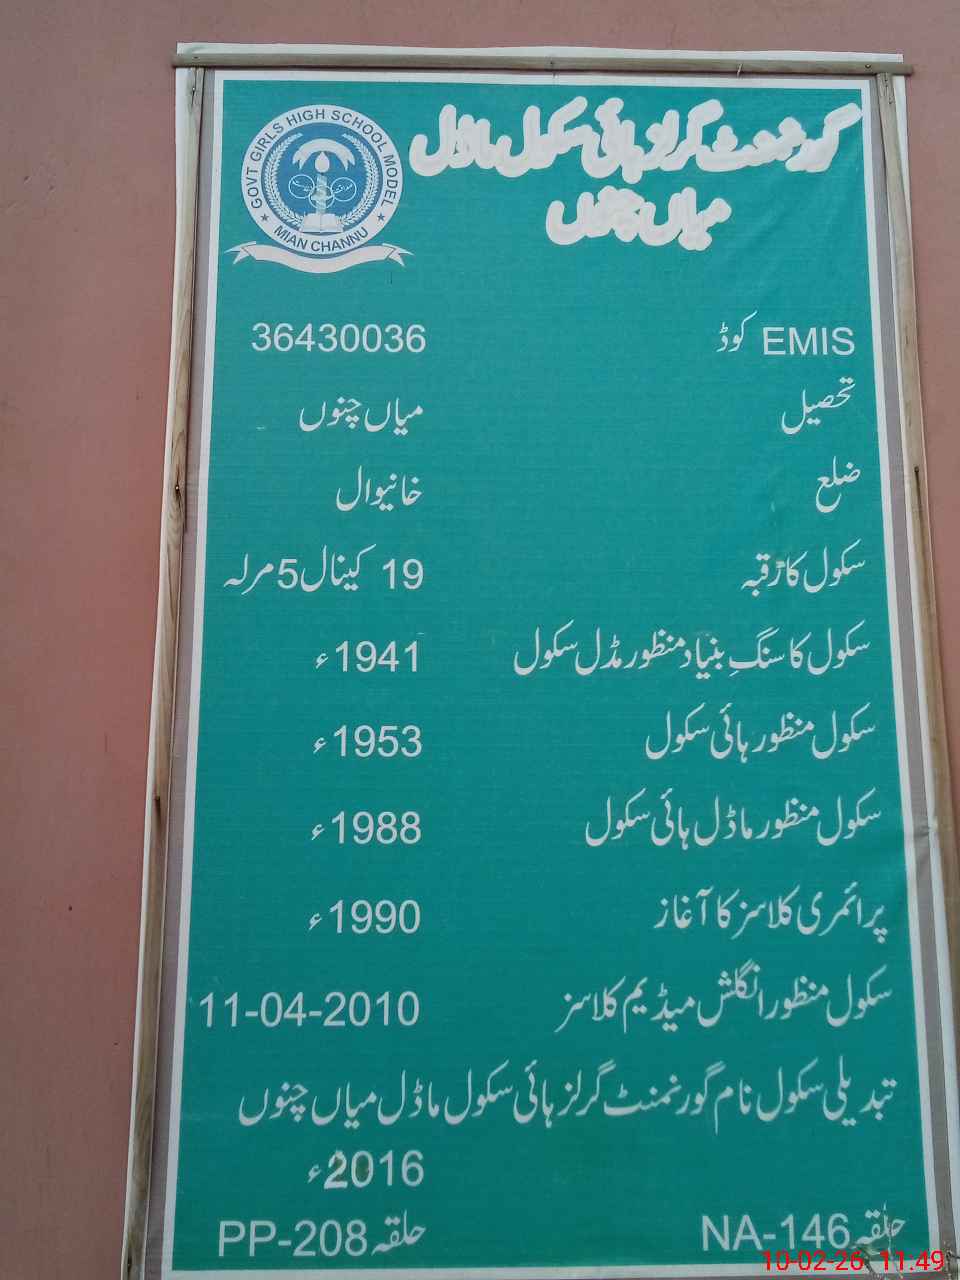 GOVT GIRLS HIGH SCHOOL MODEL
MIAN CHANNU
گورنمنٹ گرلز ہائی سکول ماڈل
میاں چنوں
EMIS کوڈ 36430036
تحصیل میاں چنوں
ضلع خانیوال
سکول کا رقبہ 19 کینال 5 مرلہ
سکول کا سنگِ بنیاد منظور مڈل سکول 1941ء
سکول منظور ہائی سکول 1953ء
سکول منظور ماڈل ہائی سکول 1988ء
پرائمری کلاسز کا آغاز 1990ء
سکول منظور انگلش میڈیم کلاسز 11-04-2010
تبدیلی سکول نام گورنمنٹ گرلز ہائی سکول ماڈل میاں چنوں
2016ء
حلقہ NA-146 حلقہ PP-208
10-02-26 11:49